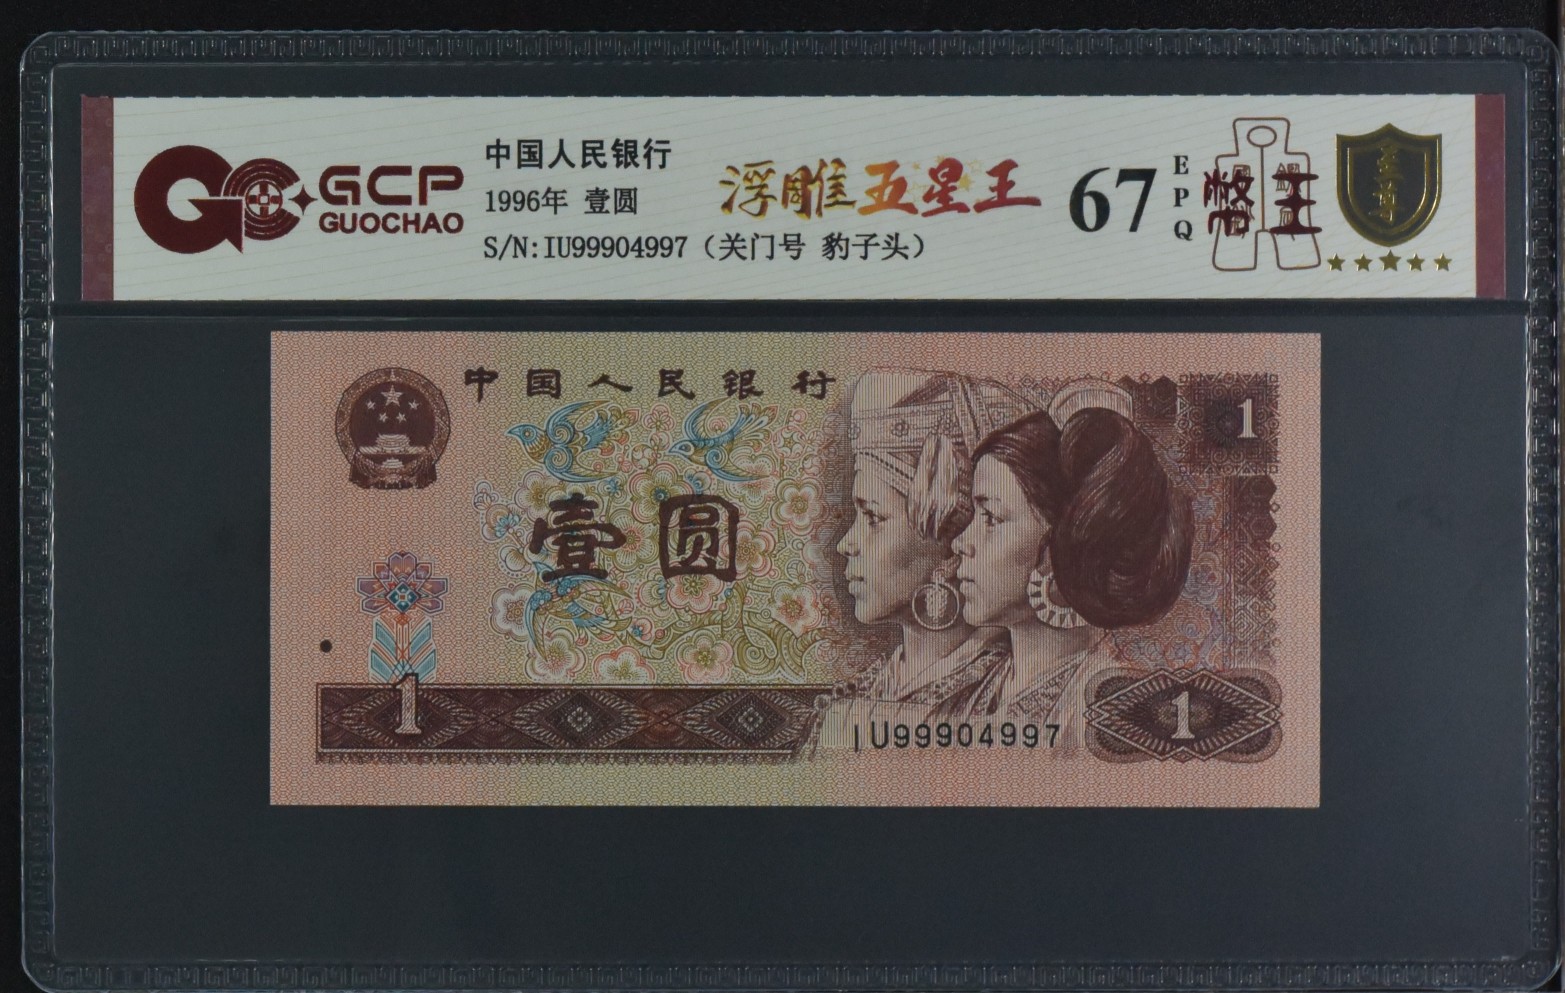 GCP
GUOCHAO
中国人民银行
1996年 壹圆
S/N:IU99904997（关门号 豹子头）
浮雕五星王
67
EPQ
至尊
中国人民银行
1
壹圆
1
IU99904997
1